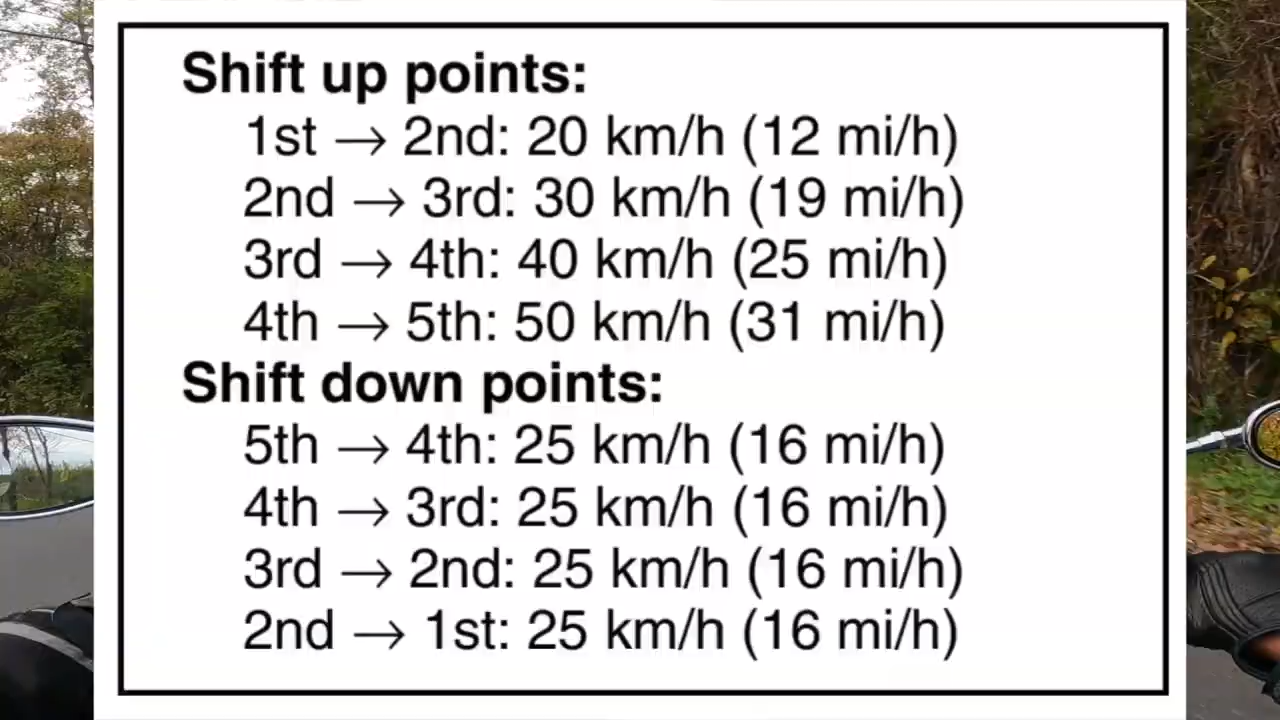 Shift up points:
1st → 2nd: 20 km/h (12 mi/h)
2nd → 3rd: 30 km/h (19 mi/h)
3rd → 4th: 40 km/h (25 mi/h)
4th → 5th: 50 km/h (31 mi/h)
Shift down points:
5th → 4th: 25 km/h (16 mi/h)
4th → 3rd: 25 km/h (16 mi/h)
3rd → 2nd: 25 km/h (16 mi/h)
2nd → 1st: 25 km/h (16 mi/h)